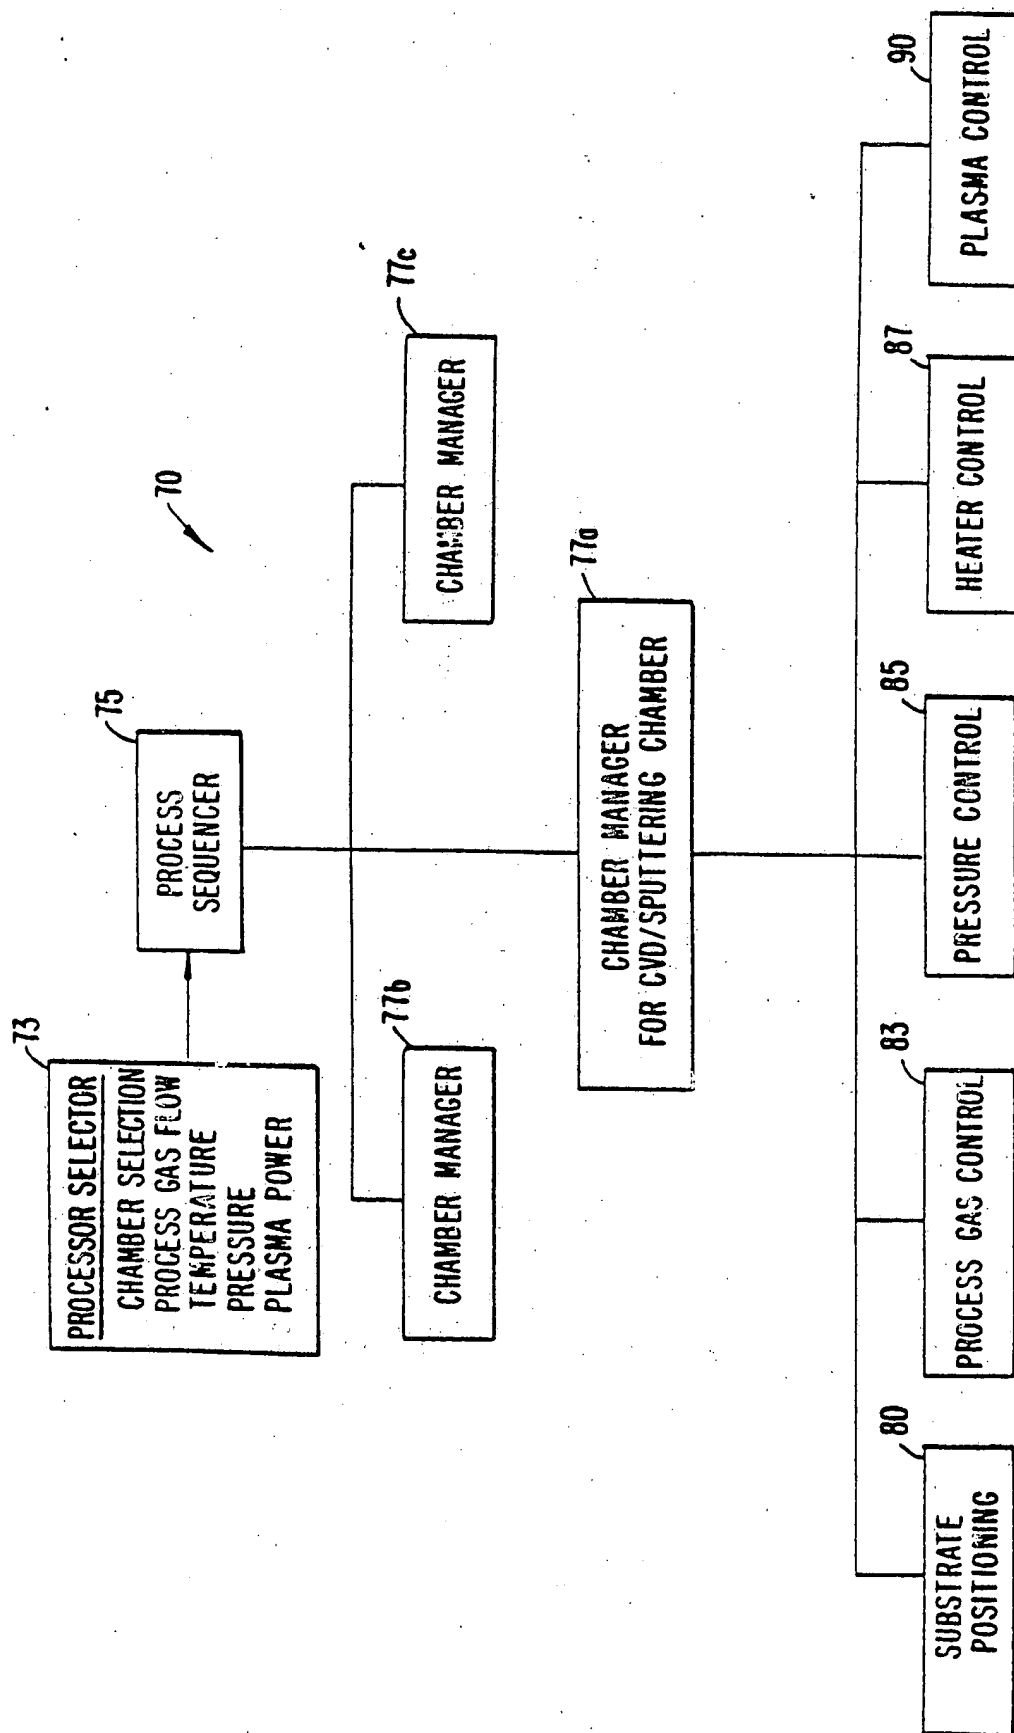 70
73
PROCESSOR SELECTOR
CHAMBER SELECTION
PROCESS GAS FLOW
TEMPERATURE
PRESSURE
PLASMA POWER
75
PROCESS
SEQUENCER
77b
CHAMBER MANAGER
77c
CHAMBER MANAGER
77a
CHAMBER MANAGER
FOR CVD/SPUTTERING CHAMBER
80
SUBSTRATE
POSITIONING
83
PROCESS GAS CONTROL
85
PRESSURE CONTROL
87
HEATER CONTROL
90
PLASMA CONTROL